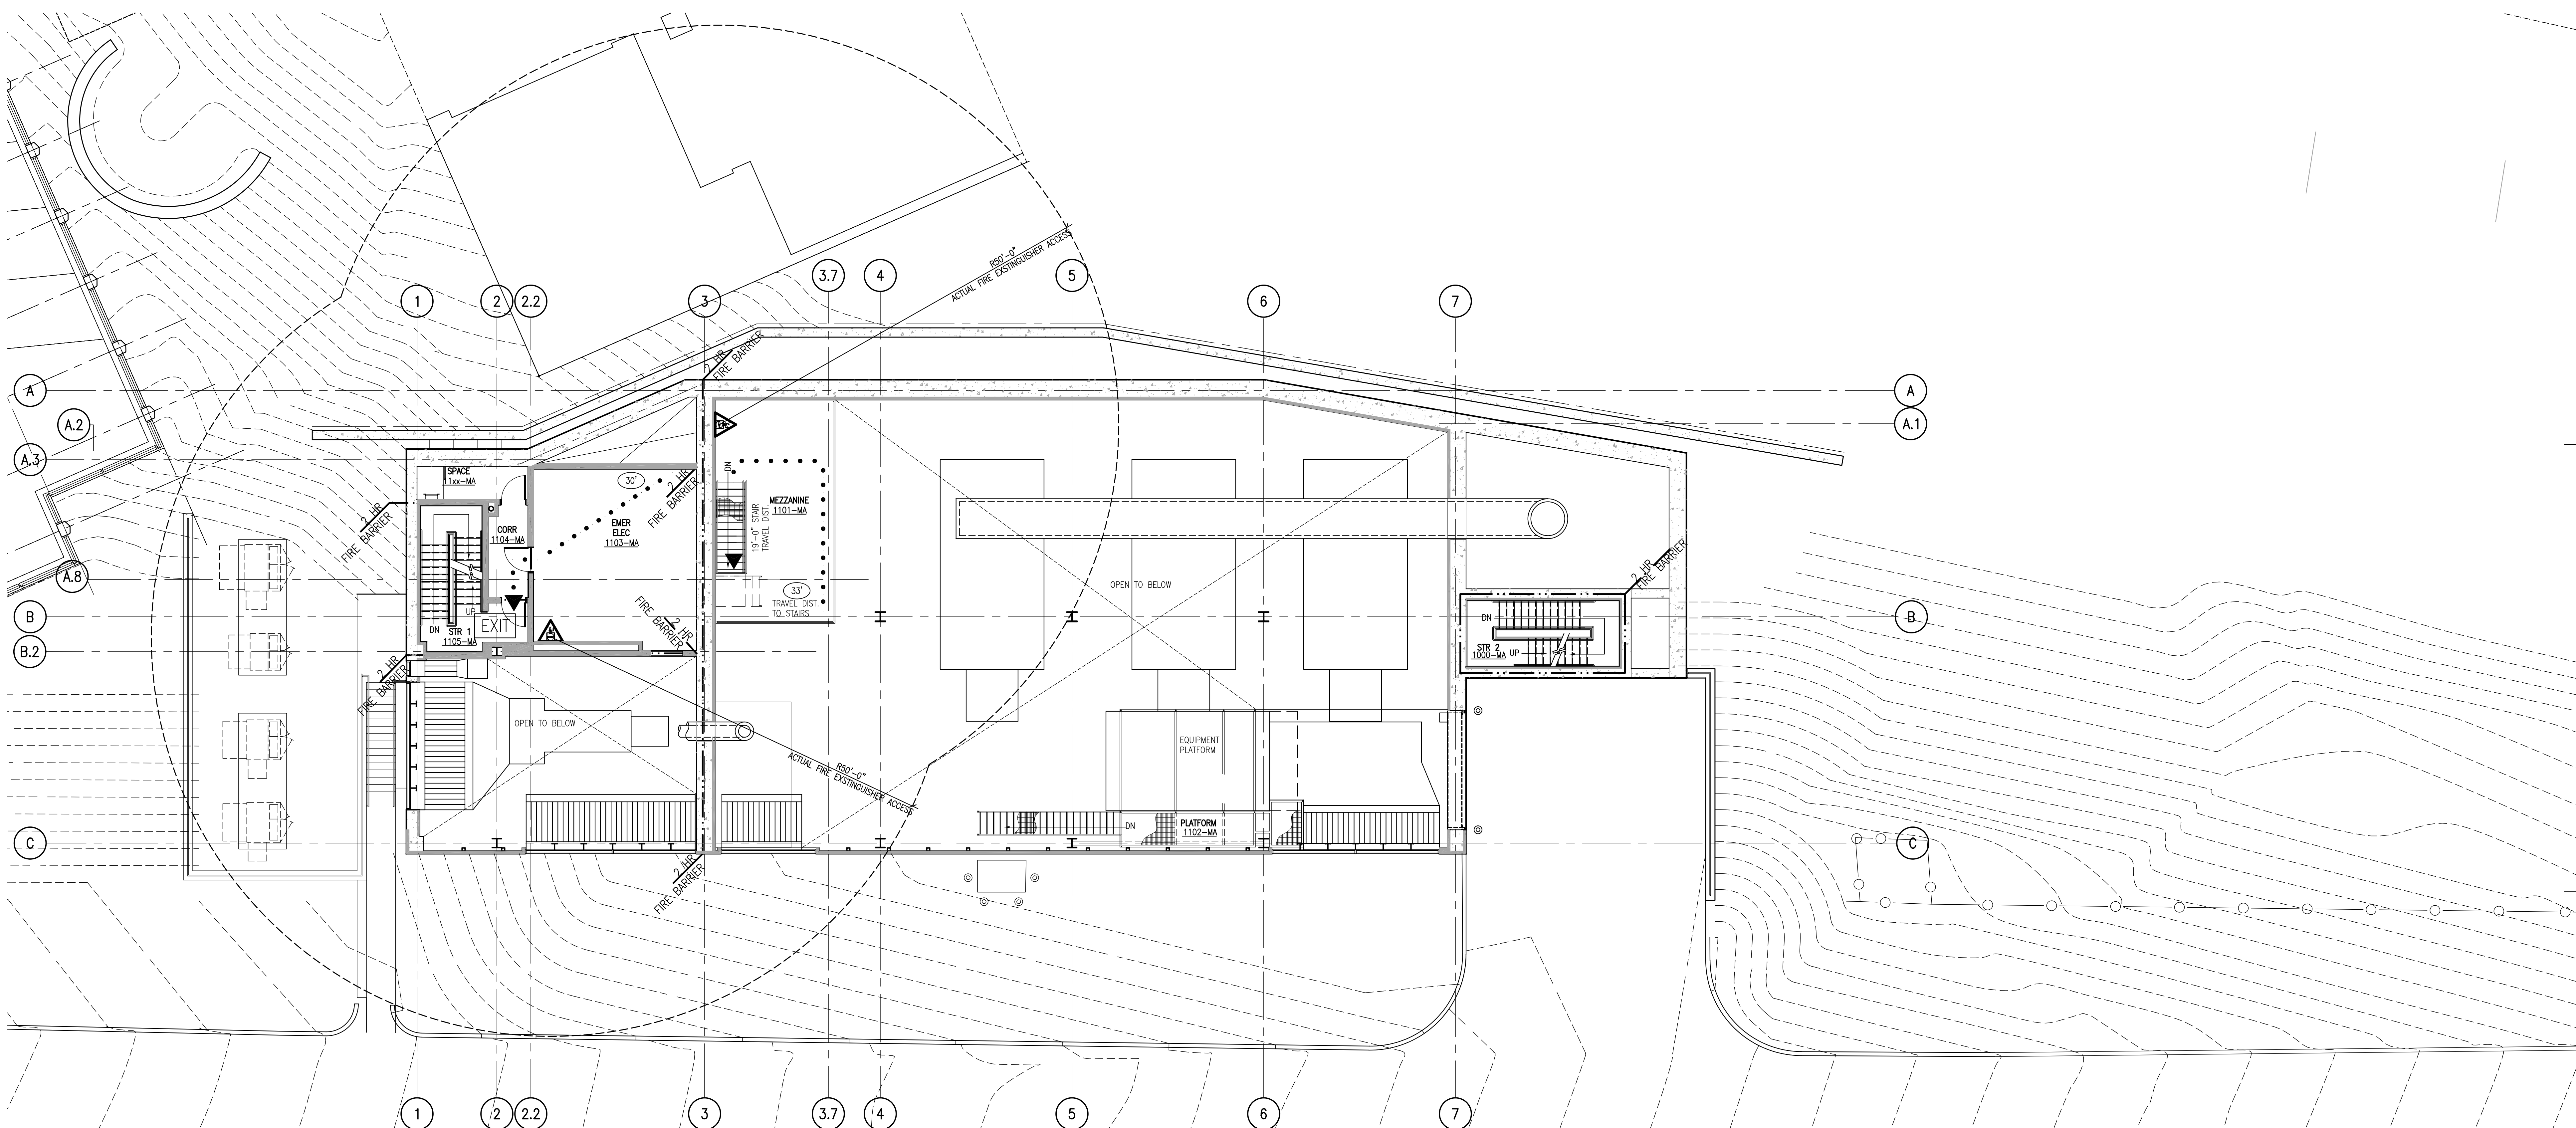 R50'-0"
ACTUAL FIRE EXSTINGUISHER ACCESS
3.7
4
5
1
2
2.2
3
6
7
2 HR
FIRE BARRIER
A
A
A.2
A.1
A.3
SPACE
11xx-MA
30'
2 HR
FIRE BARRIER
DN
MEZZANINE
1101-MA
2 HR
FIRE BARRIER
CORR
1104-MA
EMER
ELEC
1103-MA
19'-0" STAIR
TRAVEL DIST.
2 HR
FIRE BARRIER
A.8
OPEN TO BELOW
33'
TRAVEL DIST.
TO STAIRS
B
UP
EXIT
DN
STR 1
1105-MA
2 HR
FIRE BARRIER
DN
B
B.2
STR 2
1000-MA
UP
2 HR
FIRE BARRIER
OPEN TO BELOW
EQUIPMENT
PLATFORM
R50'-0"
ACTUAL FIRE EXSTINGUISHER ACCESS
DN
PLATFORM
1102-MA
C
C
2 HR
FIRE BARRIER
1
2
2.2
3
3.7
4
5
6
7